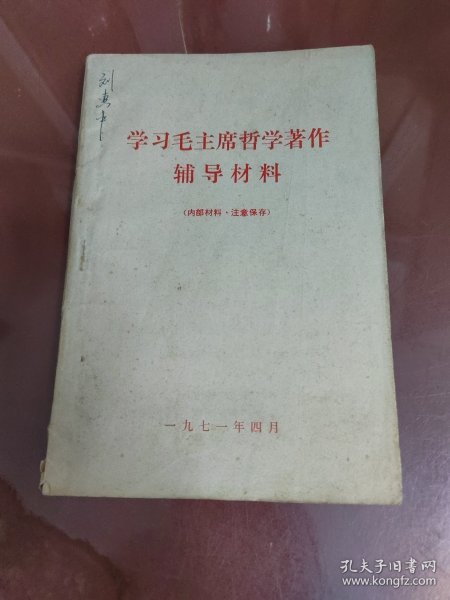 学习毛主席哲学著作
辅导材料
(内部材料·注意保存)
一九七一年四月
孔夫子旧书网
www.kongfz.com